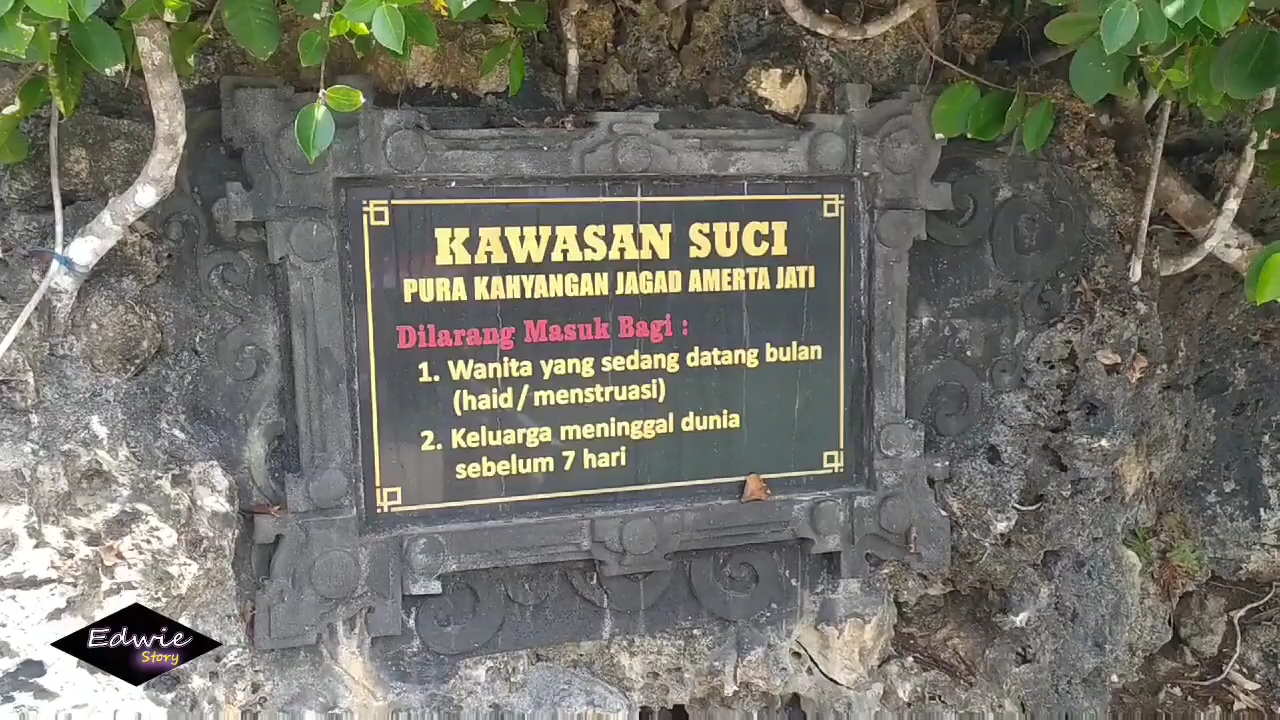 KAWASAN SUCI
PURA KAHYANGAN JAGAD AMERTA JATI
Dilarang Masuk Bagi :
1. Wanita yang sedang datang bulan
(haid / menstruasi)
2. Keluarga meninggal dunia
sebelum 7 hari
Edwie
Story